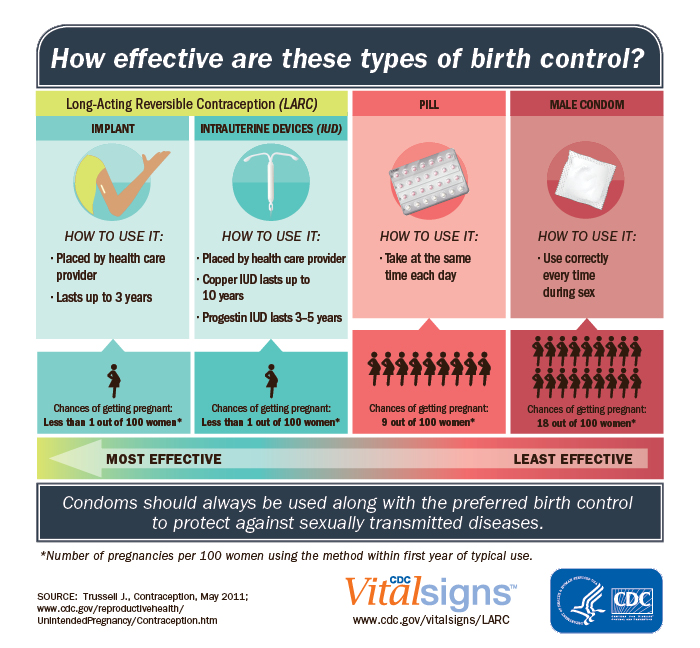 How effective are these types of birth control?
Long-Acting Reversible Contraception (LARC)
IMPLANT
HOW TO USE IT:
· Placed by health care
provider
· Lasts up to 3 years
Chances of getting pregnant:
Less than 1 out of 100 women*
INTRAUTERINE DEVICES (IUD)
HOW TO USE IT:
· Placed by health care provider
· Copper IUD lasts up to
10 years
· Progestin IUD lasts 3–5 years
Chances of getting pregnant:
Less than 1 out of 100 women*
PILL
HOW TO USE IT:
· Take at the same
time each day
Chances of getting pregnant:
9 out of 100 women*
MALE CONDOM
HOW TO USE IT:
· Use correctly
every time
during sex
Chances of getting pregnant:
18 out of 100 women*
MOST EFFECTIVE
LEAST EFFECTIVE
Condoms should always be used along with the preferred birth control
to protect against sexually transmitted diseases.
*Number of pregnancies per 100 women using the method within first year of typical use.
SOURCE: Trussell J., Contraception, May 2011;
www.cdc.gov/reproductivehealth/
UnintendedPregnancy/Contraception.htm
CDC
Vitalsigns™
www.cdc.gov/vitalsigns/LARC
CDC